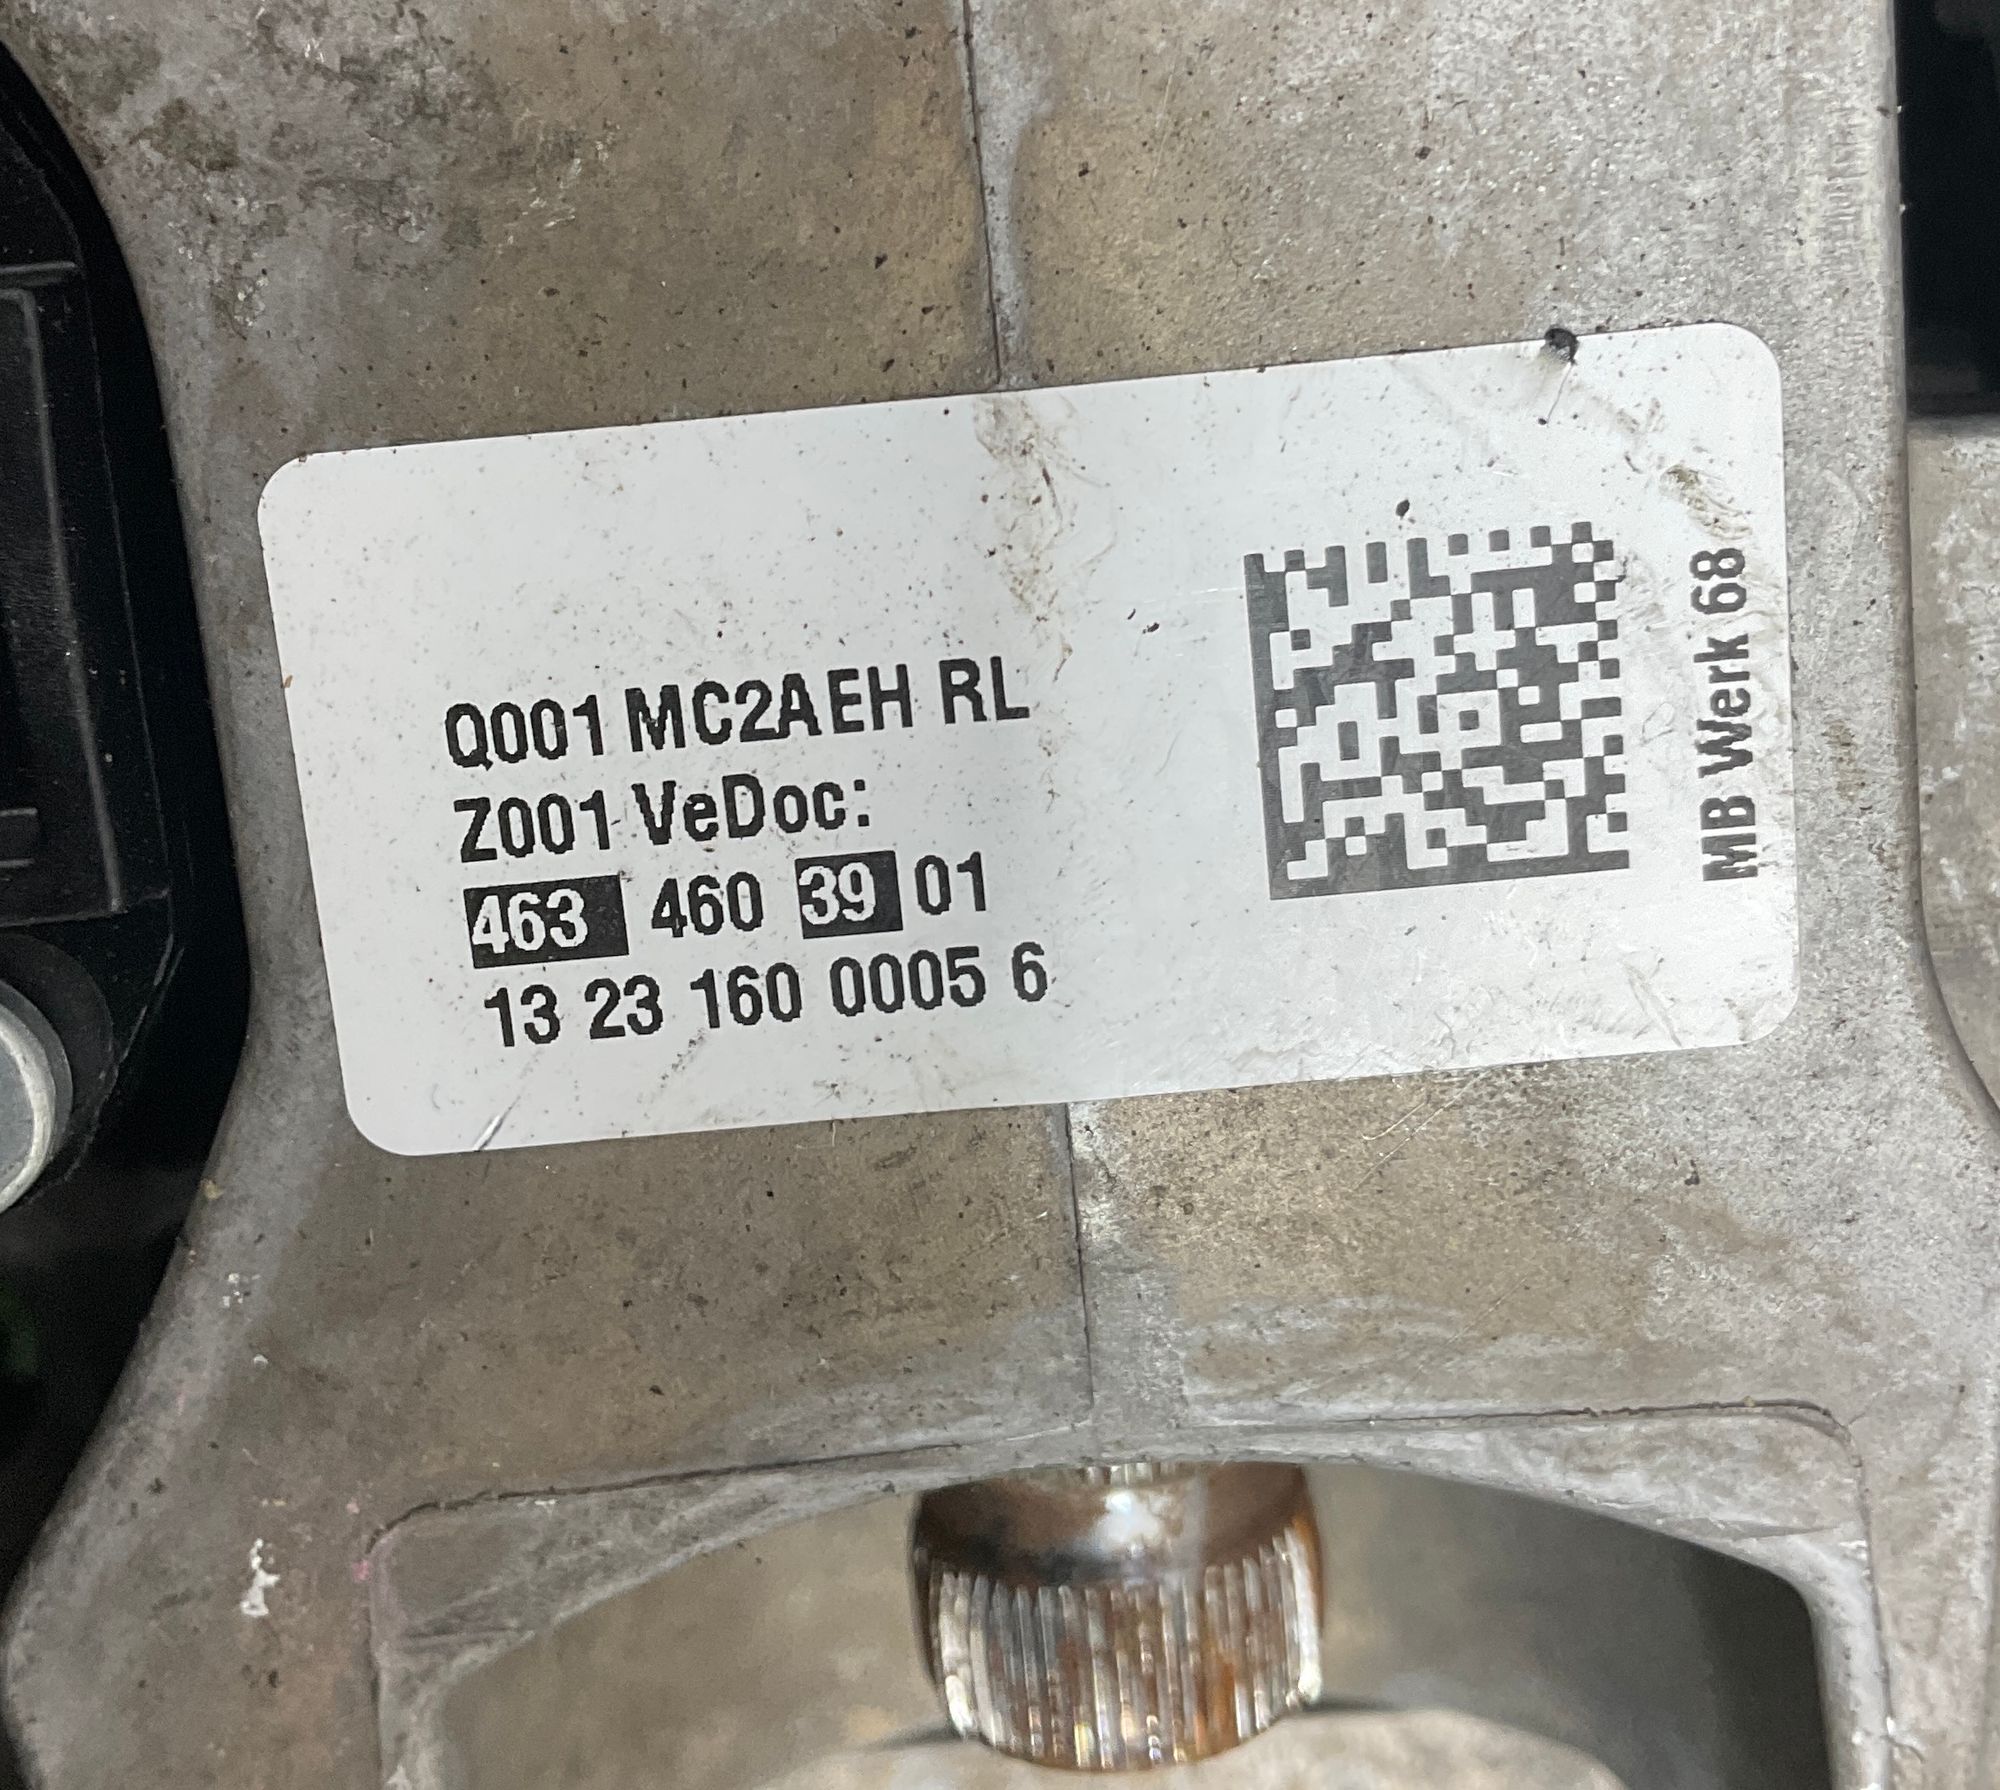 Q001 MC2AEH RL
Z001 VeDoc:
463 460 39 01
13 23 160 0005 6
MB Werk 68